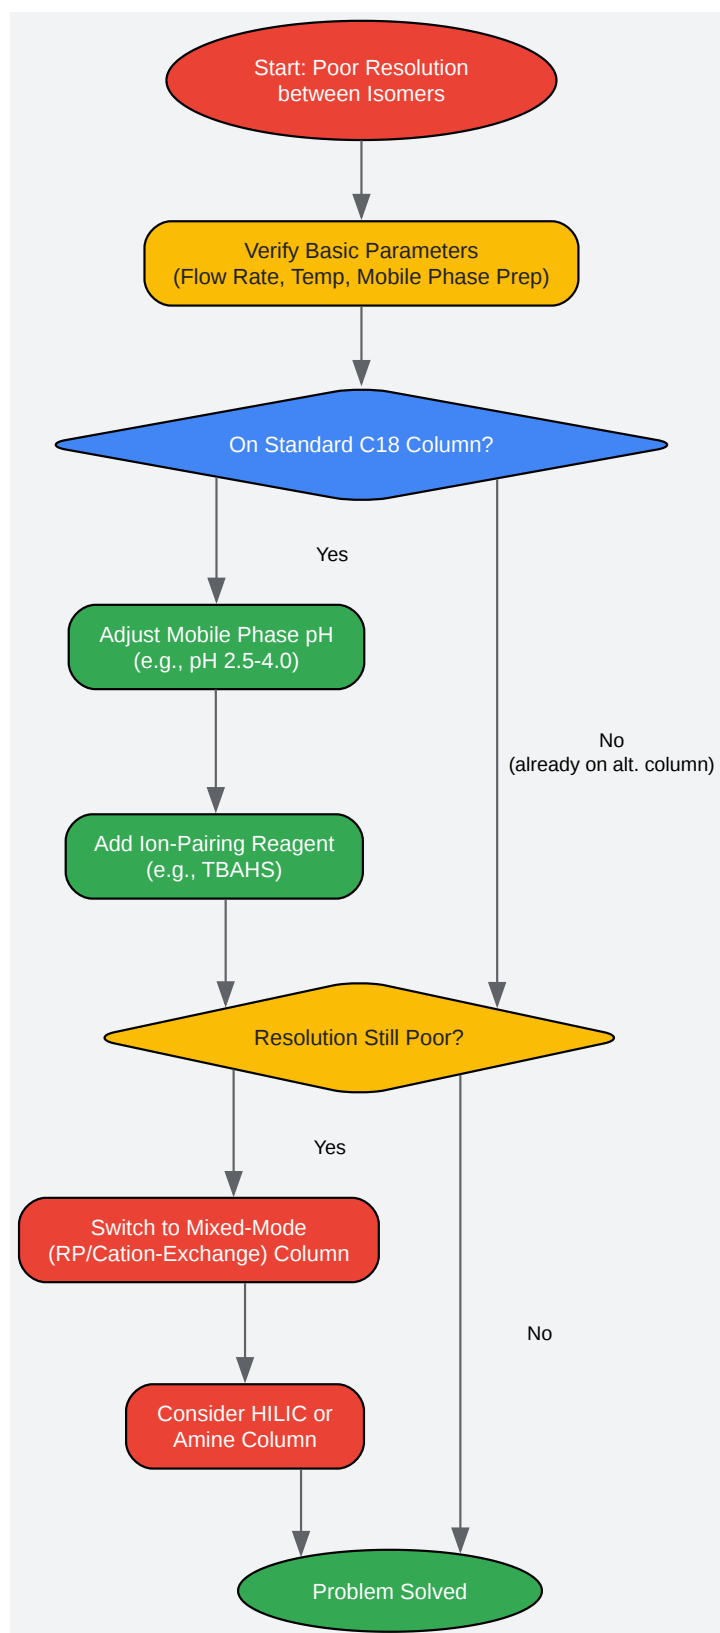 Start: Poor Resolution
between Isomers
Verify Basic Parameters
(Flow Rate, Temp, Mobile Phase Prep)
On Standard C18 Column?
Yes
Adjust Mobile Phase pH
(e.g., pH 2.5-4.0)
No
(already on alt. column)
Add Ion-Pairing Reagent
(e.g., TBAHS)
Resolution Still Poor?
Yes
Switch to Mixed-Mode
(RP/Cation-Exchange) Column
No
Consider HILIC or
Amine Column
Problem Solved